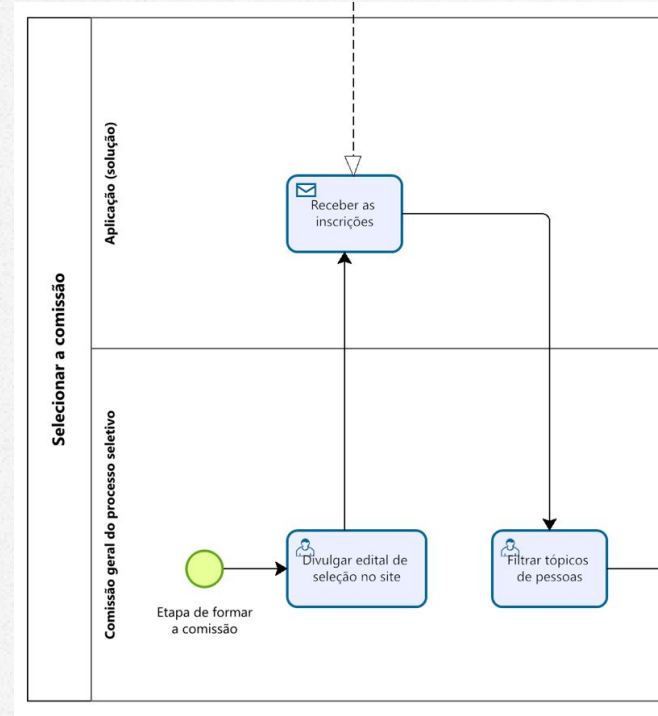 Selecionar a comissão
Aplicação (solução)
Receber as
inscrições
Comissão geral do processo seletivo
Etapa de formar
a comissão
Divulgar edital de
seleção no site
Filtrar tópicos
de pessoas